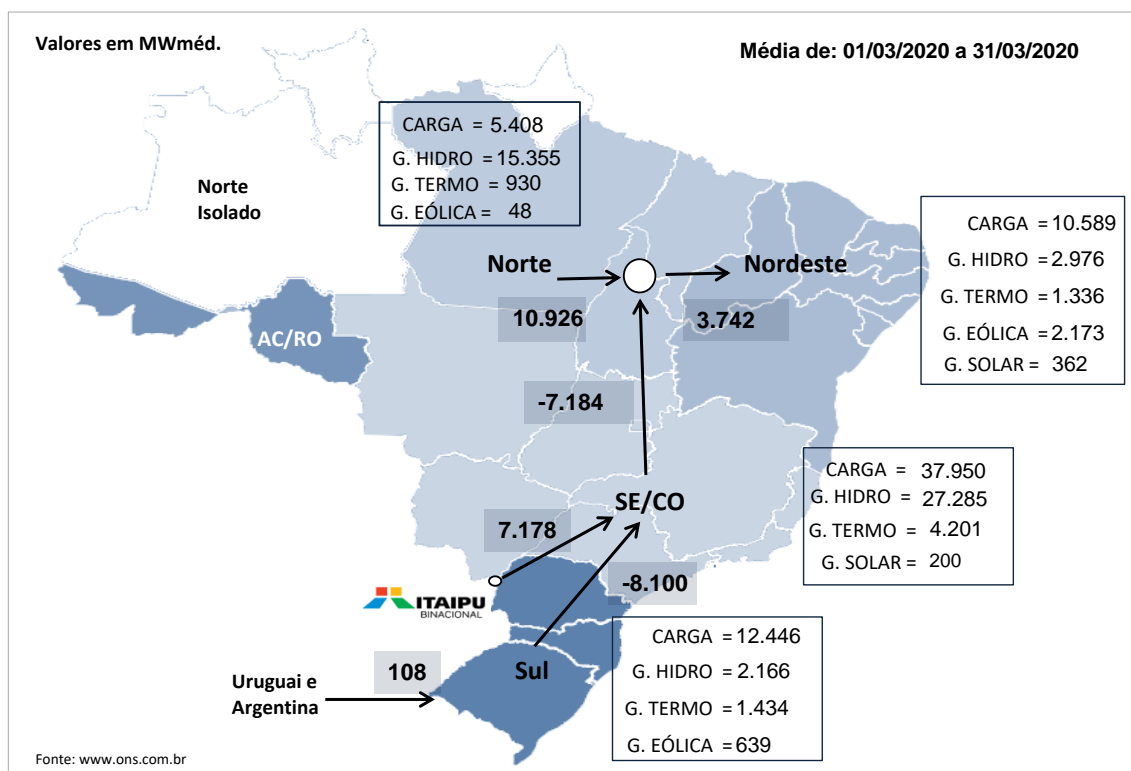 Valores em MWméd.
Média de: 01/03/2020 a 31/03/2020
CARGA = 5.408
G. HIDRO = 15.355
G. TERMO = 930
G. EÓLICA = 48
Norte
Isolado
CARGA = 10.589
G. HIDRO = 2.976
G. TERMO = 1.336
G. EÓLICA = 2.173
G. SOLAR = 362
Norte
Nordeste
10.926
3.742
AC/RO
-7.184
CARGA = 37.950
G. HIDRO = 27.285
G. TERMO = 4.201
G. SOLAR = 200
SE/CO
7.178
-8.100
ITAIPU
BINACIONAL
CARGA = 12.446
G. HIDRO = 2.166
G. TERMO = 1.434
G. EÓLICA = 639
108
Sul
Uruguai e
Argentina
Fonte: www.ons.com.br